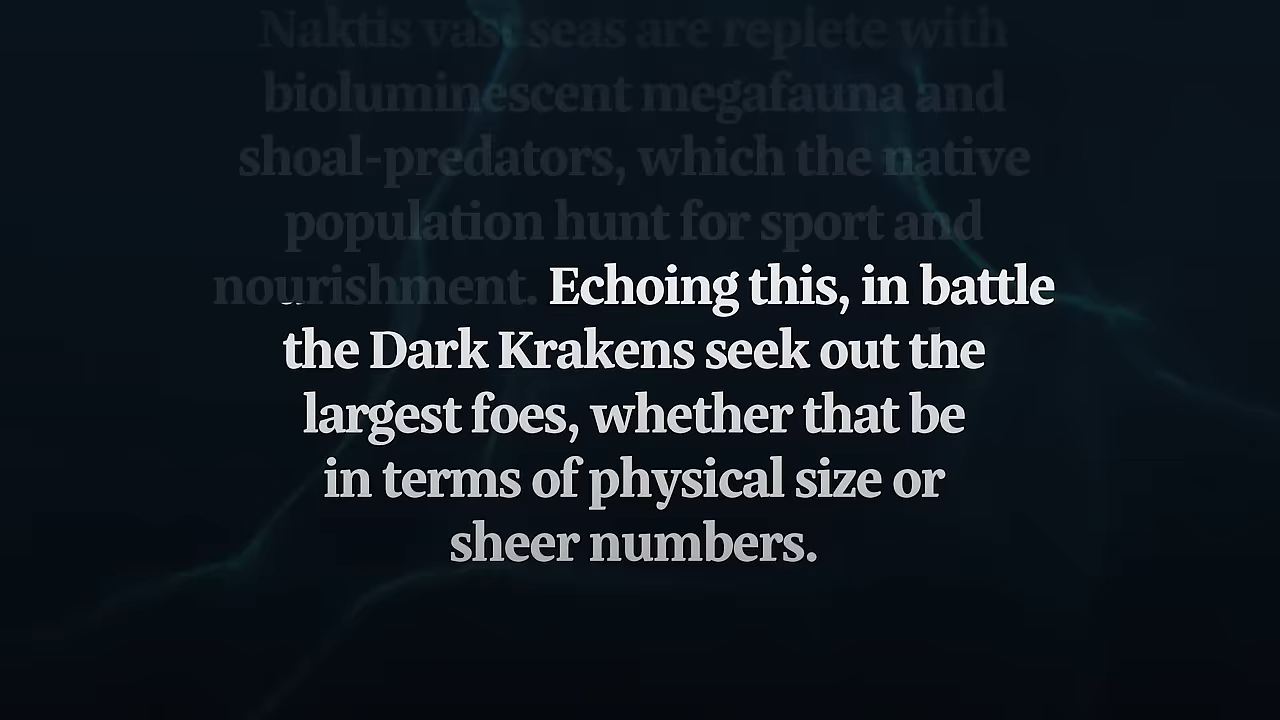 Naktis vast seas are replete with
bioluminescent megafauna and
shoal-predators, which the native
population hunt for sport and
nourishment. Echoing this, in battle
the Dark Krakens seek out the
largest foes, whether that be
in terms of physical size or
sheer numbers.